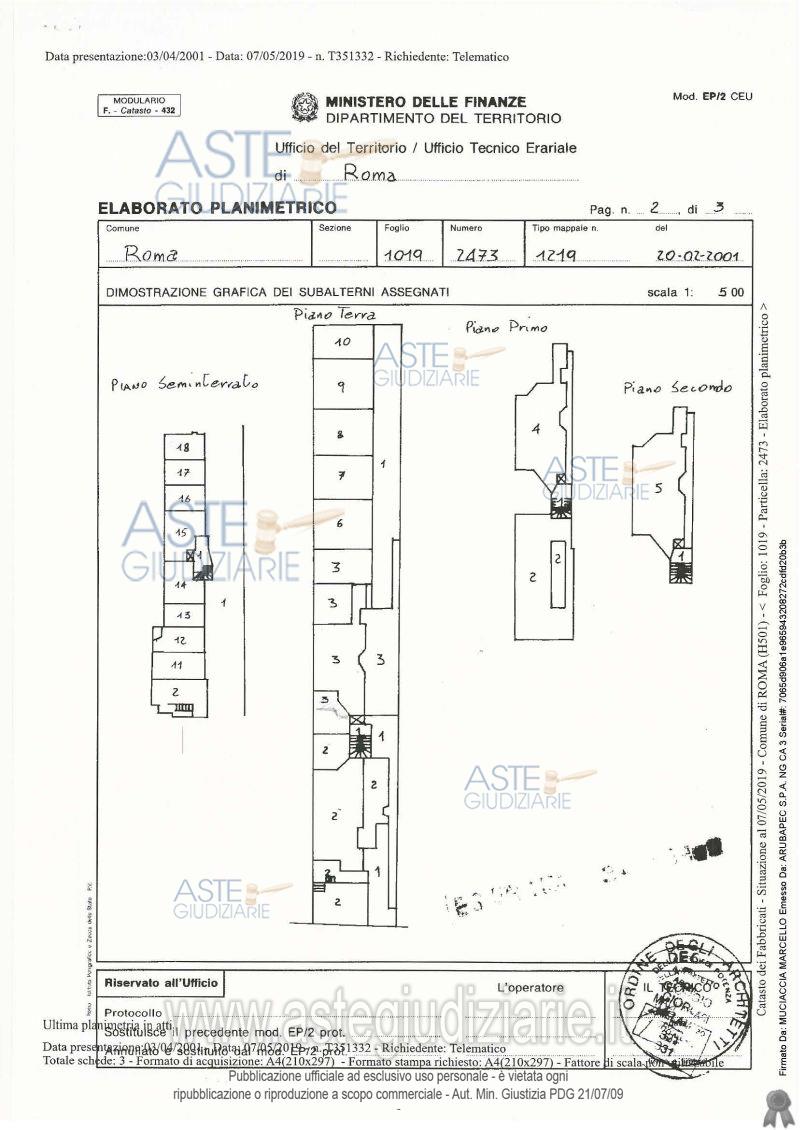 Data presentazione:03/04/2001 - Data: 07/05/2019 - n. T351332 - Richiedente: Telematico
MODULARIO
F. - Catasto - 432
MINISTERO DELLE FINANZE
DIPARTIMENTO DEL TERRITORIO
Mod. EP/2 CEU
Ufficio del Territorio / Ufficio Tecnico Erariale
di Roma
ELABORATO PLANIMETRICO
Pag. n. 2 di 3
Comune Sezione Foglio Numero Tipo mappale n. del
Roma 1019 2473 1219 20-02-2001
DIMOSTRAZIONE GRAFICA DEI SUBALTERNI ASSEGNATI scala 1: 500
Piano Terra
Piano Primo
Piano Seminterrato
Piano Secondo
18
17
16
15
1
14
13
12
11
2
1
10
9
8
7
6
3
3
3
3
2
2
2
2
1
1
3
1
1
2
1
4
1
2
2
5
1
ASTE
GIUDIZIARIE
ASTE
GIUDIZIARIE
ASTE
GIUDIZIARIE
ASTE
GIUDIZIARIE
ASTE
GIUDIZIARIE
ASTE
GIUDIZIARIE
Catasto dei Fabbricati - Situazione al 07/05/2019 - Comune di ROMA (H501) - < Foglio: 1019 - Particella: 2473 - Elaborato planimetrico >
Firmato Da: MUCIACCIA MARCELLO Emesso Da: ARUBAPEC S.P.A. NG CA 3 Serial#: 7065d906a1e965943208272cdfd20b3b
Riservato all'Ufficio
L'operatore
IL TECNICO
ORDINE DEGLI ARCHITETTI
Protocollo
www.astegiudiziarie.it
Ultima planimetria in atti
Sostituisce il precedente mod. EP/2 prot.
Data presentazione:03/04/2001 - Data: 07/05/2019 - n. T351332 - Richiedente: Telematico
Annullato e sostituito dal mod. EP/2 prot.
Totale schede: 3 - Formato di acquisizione: A4(210x297) - Formato stampa richiesto: A4(210x297) - Fattore di scala non utilizzabile
Pubblicazione ufficiale ad esclusivo uso personale - è vietata ogni
ripubblicazione o riproduzione a scopo commerciale - Aut. Min. Giustizia PDG 21/07/09